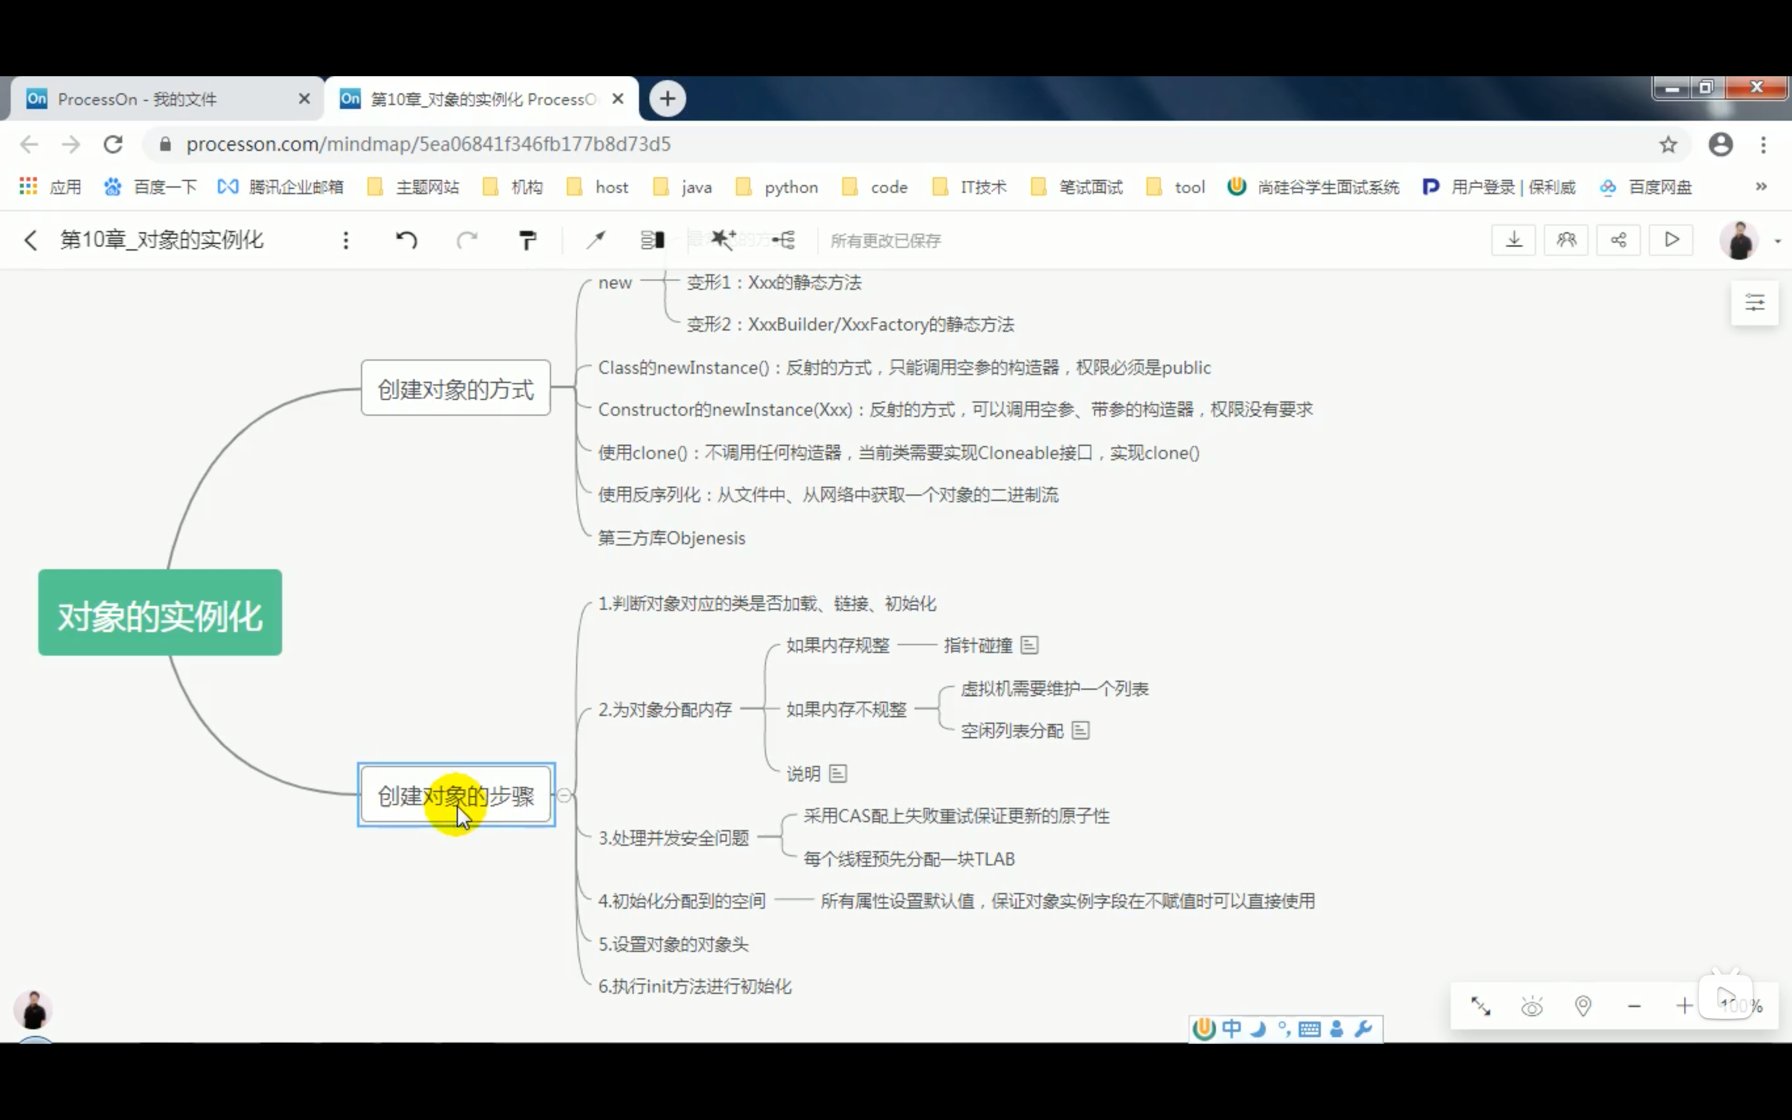 ProcessOn - 我的文件
第10章_对象的实例化 ProcessO
processon.com/mindmap/5ea06841f346fb177b8d73d5
应用 百度一下 腾讯企业邮箱 主题网站 机构 host java python code IT技术 笔试面试 tool 尚硅谷学生面试系统 用户登录 | 保利威 百度网盘 »
第10章_对象的实例化 所有更改已保存
new
变形1：Xxx的静态方法
变形2：XxxBuilder/XxxFactory的静态方法
创建对象的方式
Class的newInstance()：反射的方式，只能调用空参的构造器，权限必须是public
Constructor的newInstance(Xxx)：反射的方式，可以调用空参、带参的构造器，权限没有要求
使用clone()：不调用任何构造器，当前类需要实现Cloneable接口，实现clone()
使用反序列化：从文件中、从网络中获取一个对象的二进制流
第三方库Objenesis
对象的实例化
1.判断对象对应的类是否加载、链接、初始化
如果内存规整 指针碰撞
2.为对象分配内存
如果内存不规整
虚拟机需要维护一个列表
空闲列表分配
说明
创建对象的步骤
3.处理并发安全问题
采用CAS配上失败重试保证更新的原子性
每个线程预先分配一块TLAB
4.初始化分配到的空间 所有属性设置默认值，保证对象实例字段在不赋值时可以直接使用
5.设置对象的对象头
6.执行init方法进行初始化
100%
中